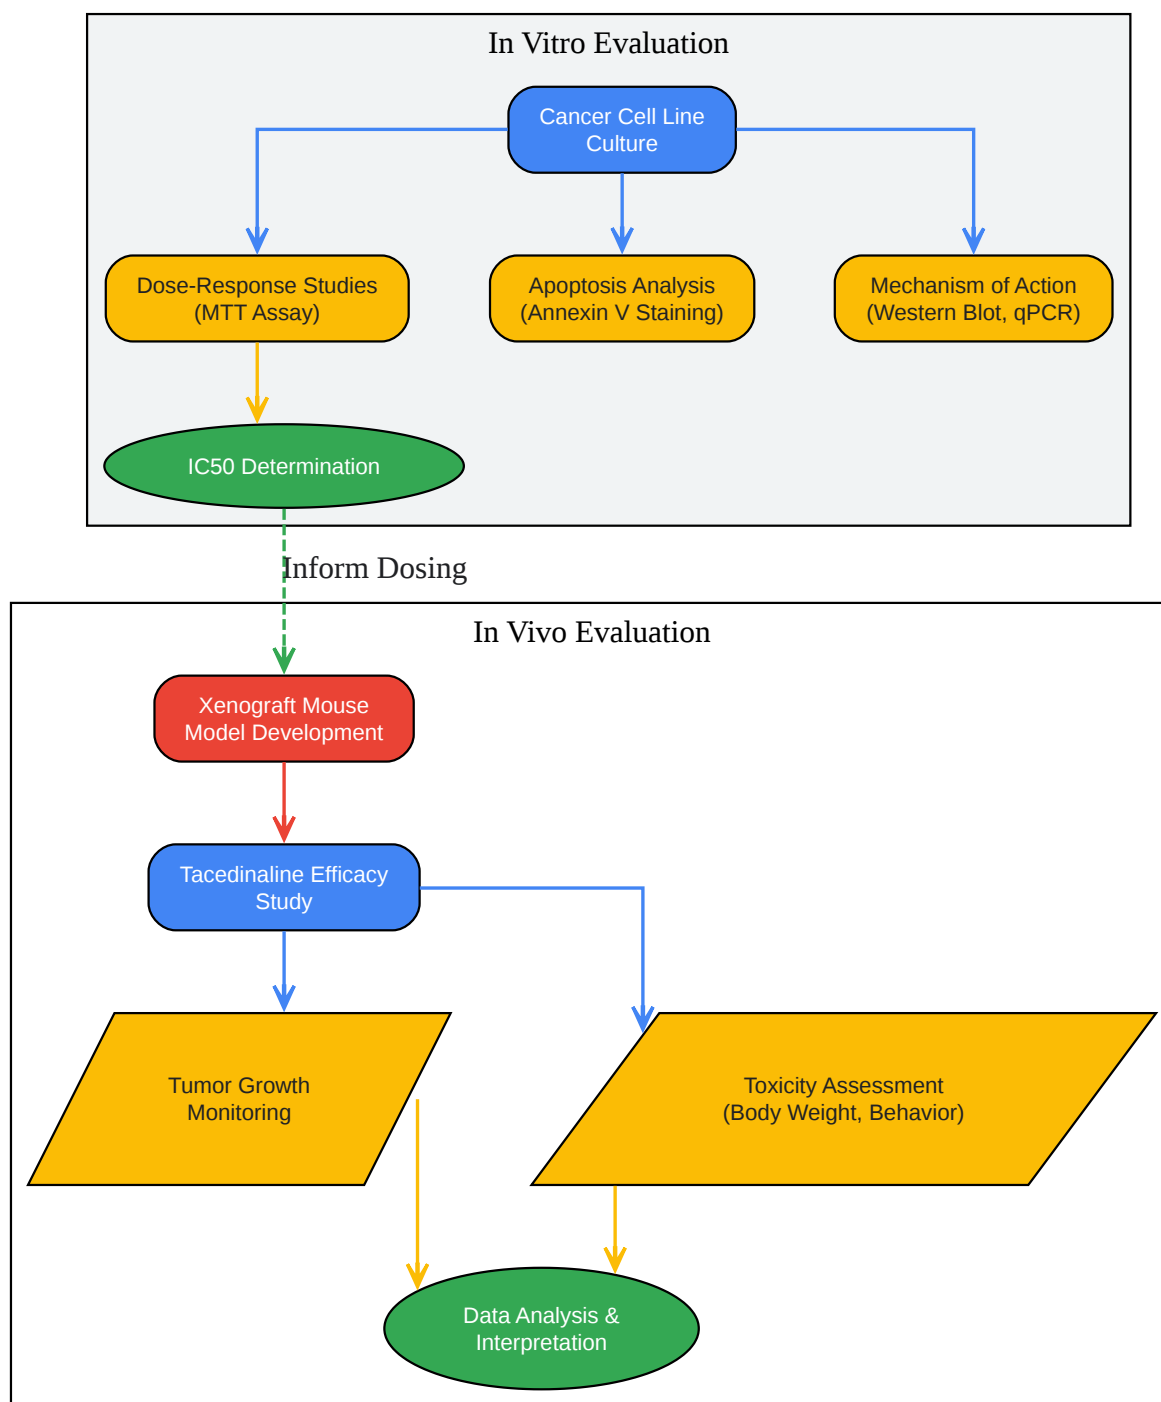 In Vitro Evaluation
Cancer Cell Line
Culture
Dose-Response Studies
(MTT Assay)
Apoptosis Analysis
(Annexin V Staining)
Mechanism of Action
(Western Blot, qPCR)
IC50 Determination
Inform Dosing
In Vivo Evaluation
Xenograft Mouse
Model Development
Tacedinaline Efficacy
Study
Tumor Growth
Monitoring
Toxicity Assessment
(Body Weight, Behavior)
Data Analysis &
Interpretation